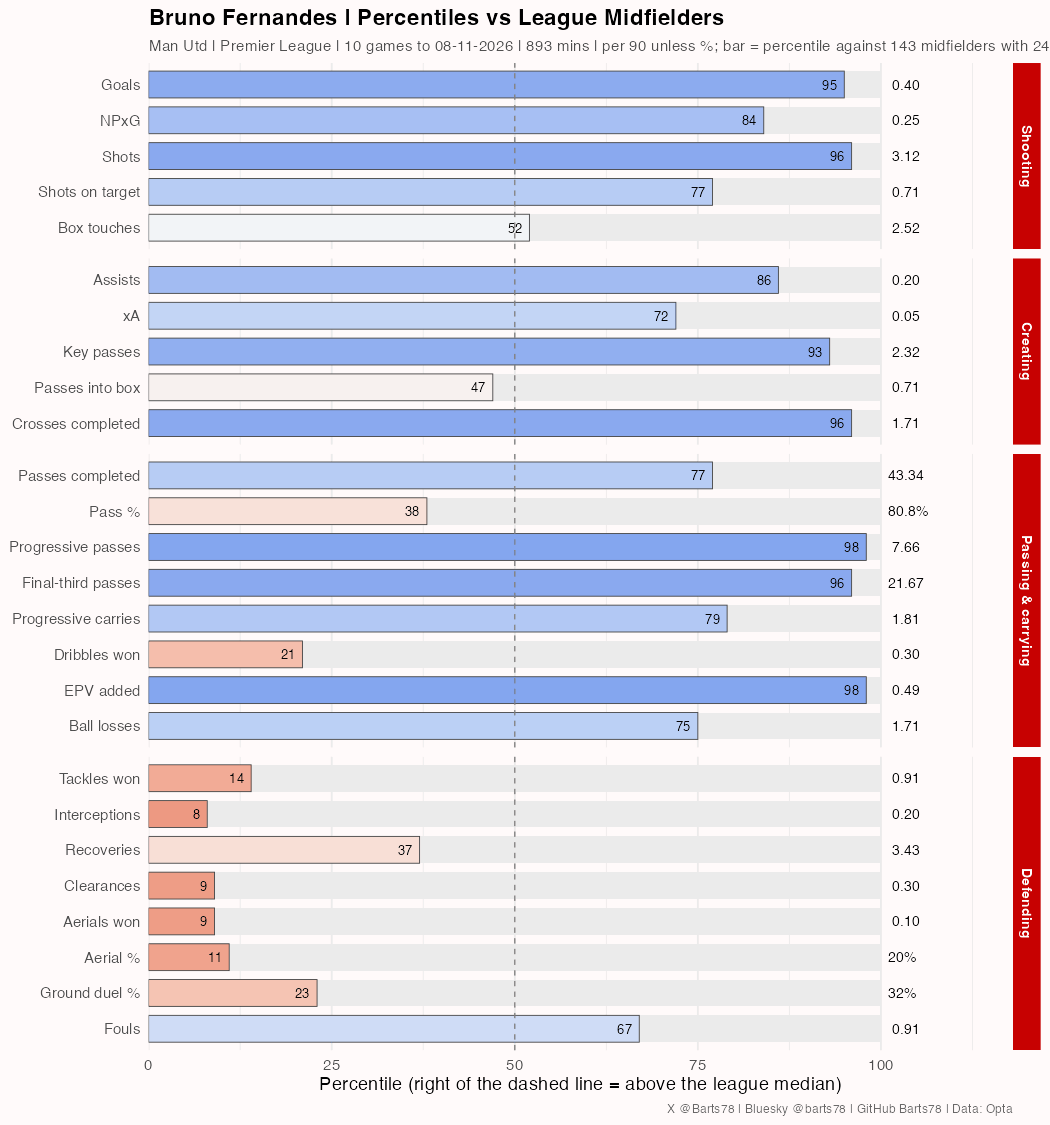 Bruno Fernandes | Percentiles vs League Midfielders
Man Utd | Premier League | 10 games to 08-11-2026 | 893 mins | per 90 unless %; bar = percentile against 143 midfielders with 24
Shooting
Goals 95 0.40
NPxG 84 0.25
Shots 96 3.12
Shots on target 77 0.71
Box touches 52 2.52
Creating
Assists 86 0.20
xA 72 0.05
Key passes 93 2.32
Passes into box 47 0.71
Crosses completed 96 1.71
Passing & carrying
Passes completed 77 43.34
Pass % 38 80.8%
Progressive passes 98 7.66
Final-third passes 96 21.67
Progressive carries 79 1.81
Dribbles won 21 0.30
EPV added 98 0.49
Ball losses 75 1.71
Defending
Tackles won 14 0.91
Interceptions 8 0.20
Recoveries 37 3.43
Clearances 9 0.30
Aerials won 9 0.10
Aerial % 11 20%
Ground duel % 23 32%
Fouls 67 0.91
0 25 50 75 100
Percentile (right of the dashed line = above the league median)
X @Barts78 | Bluesky @barts78 | GitHub Barts78 | Data: Opta